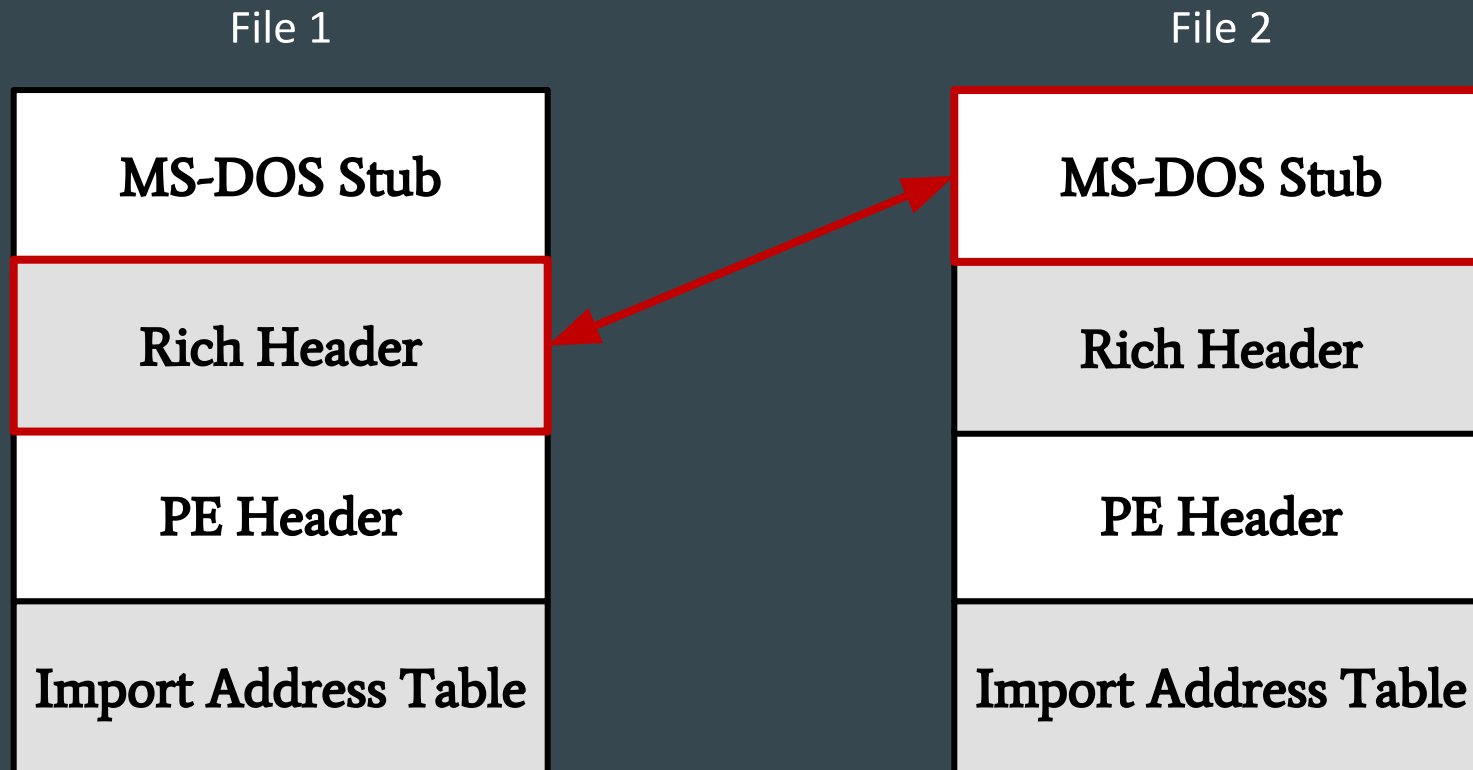 File 1
MS-DOS Stub
Rich Header
PE Header
Import Address Table
File 2
MS-DOS Stub
Rich Header
PE Header
Import Address Table